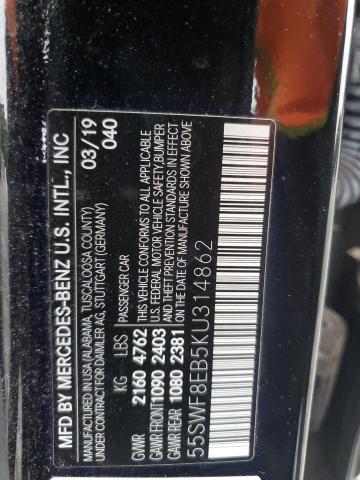 MFD BY MERCEDES-BENZ U.S. INTL., INC
MANUFACTURED IN USA (ALABAMA, TUSCALOOSA COUNTY)
UNDER CONTRACT FOR DAIMLER AG, STUTTGART (GERMANY)
03/19
040
KG LBS PASSENGER CAR
GVWR 2160 4762
GAWR FRONT 1090 2403
GAWR REAR 1080 2381
THIS VEHICLE CONFORMS TO ALL APPLICABLE
U.S. FEDERAL MOTOR VEHICLE SAFETY, BUMPER
AND THEFT PREVENTION STANDARDS IN EFFECT
ON THE DATE OF MANUFACTURE SHOWN ABOVE
55SWF8EB5KU314862